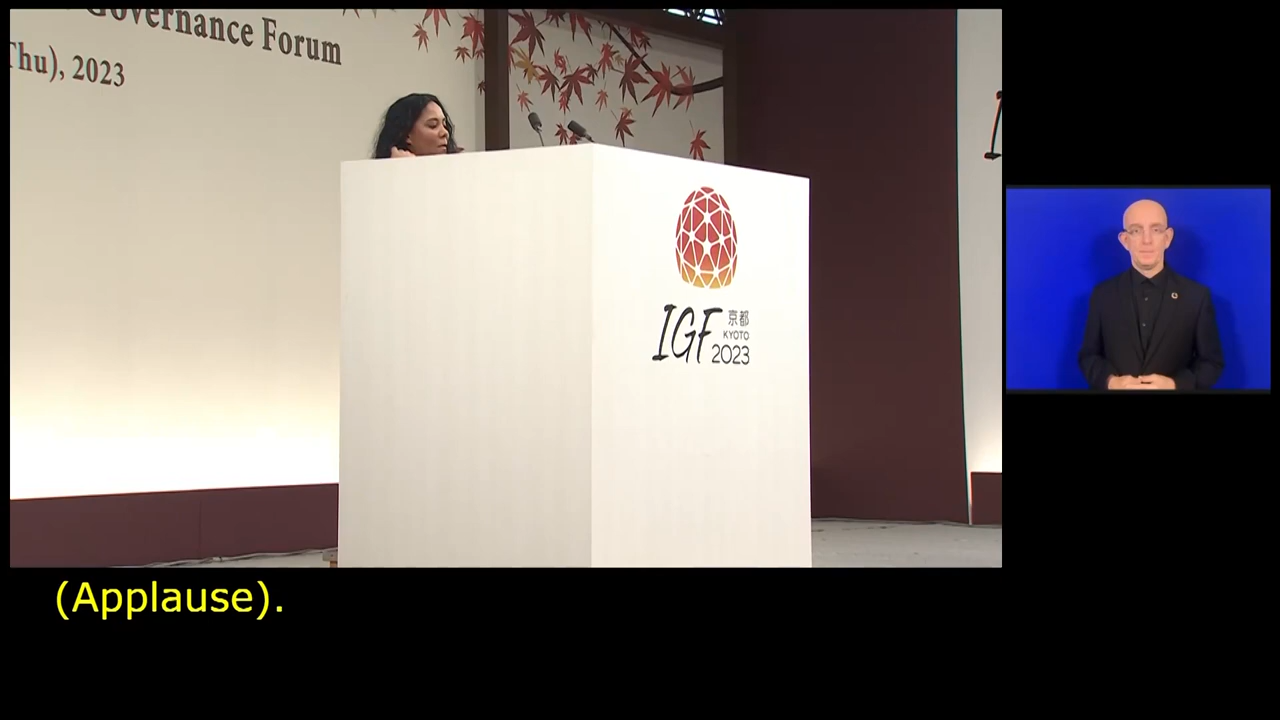 Governance Forum
Thu), 2023
IGF 京都
KYOTO
2023
(Applause).